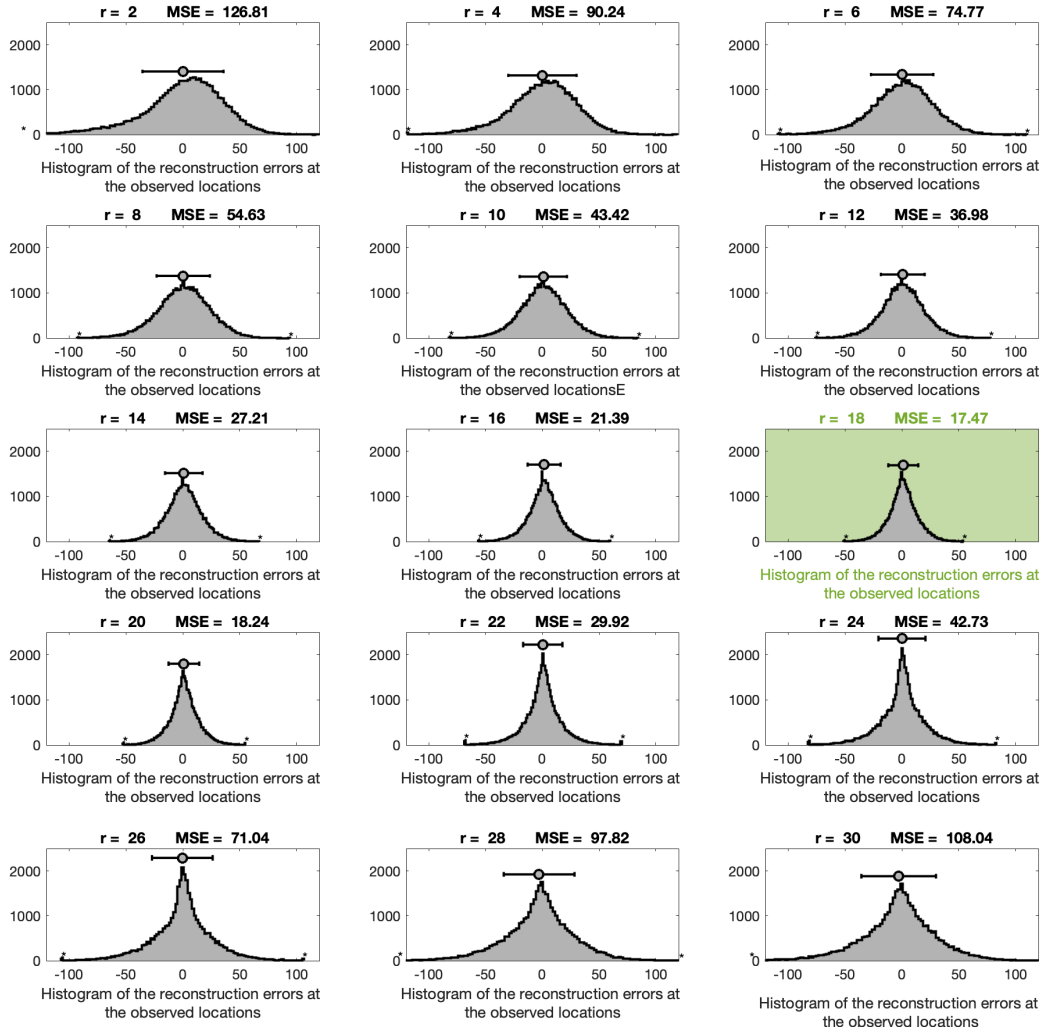 r = 2 MSE = 126.81
2000
1000
0
*
-100 -50 0 50 100
Histogram of the reconstruction errors at
the observed locations
r = 4 MSE = 90.24
2000
1000
0
*
-100 -50 0 50 100
Histogram of the reconstruction errors at
the observed locations
r = 6 MSE = 74.77
2000
1000
0
* *
-100 -50 0 50 100
Histogram of the reconstruction errors at
the observed locations
r = 8 MSE = 54.63
2000
1000
0
* *
-100 -50 0 50 100
Histogram of the reconstruction errors at
the observed locations
r = 10 MSE = 43.42
2000
1000
0
* *
-100 -50 0 50 100
Histogram of the reconstruction errors at
the observed locationsE
r = 12 MSE = 36.98
2000
1000
0
* *
-100 -50 0 50 100
Histogram of the reconstruction errors at
the observed locations
r = 14 MSE = 27.21
2000
1000
0
* *
-100 -50 0 50 100
Histogram of the reconstruction errors at
the observed locations
r = 16 MSE = 21.39
2000
1000
0
* *
-100 -50 0 50 100
Histogram of the reconstruction errors at
the observed locations
r = 18 MSE = 17.47
2000
1000
0
* *
-100 -50 0 50 100
Histogram of the reconstruction errors at
the observed locations
r = 20 MSE = 18.24
2000
1000
0
* *
-100 -50 0 50 100
Histogram of the reconstruction errors at
the observed locations
r = 22 MSE = 29.92
2000
1000
0
* *
-100 -50 0 50 100
Histogram of the reconstruction errors at
the observed locations
r = 24 MSE = 42.73
2000
1000
0
* *
-100 -50 0 50 100
Histogram of the reconstruction errors at
the observed locations
r = 26 MSE = 71.04
2000
1000
0
* *
-100 -50 0 50 100
Histogram of the reconstruction errors at
the observed locations
r = 28 MSE = 97.82
2000
1000
0
* *
-100 -50 0 50 100
Histogram of the reconstruction errors at
the observed locations
r = 30 MSE = 108.04
2000
1000
0
*
-100 -50 0 50 100
Histogram of the reconstruction errors at
the observed locations